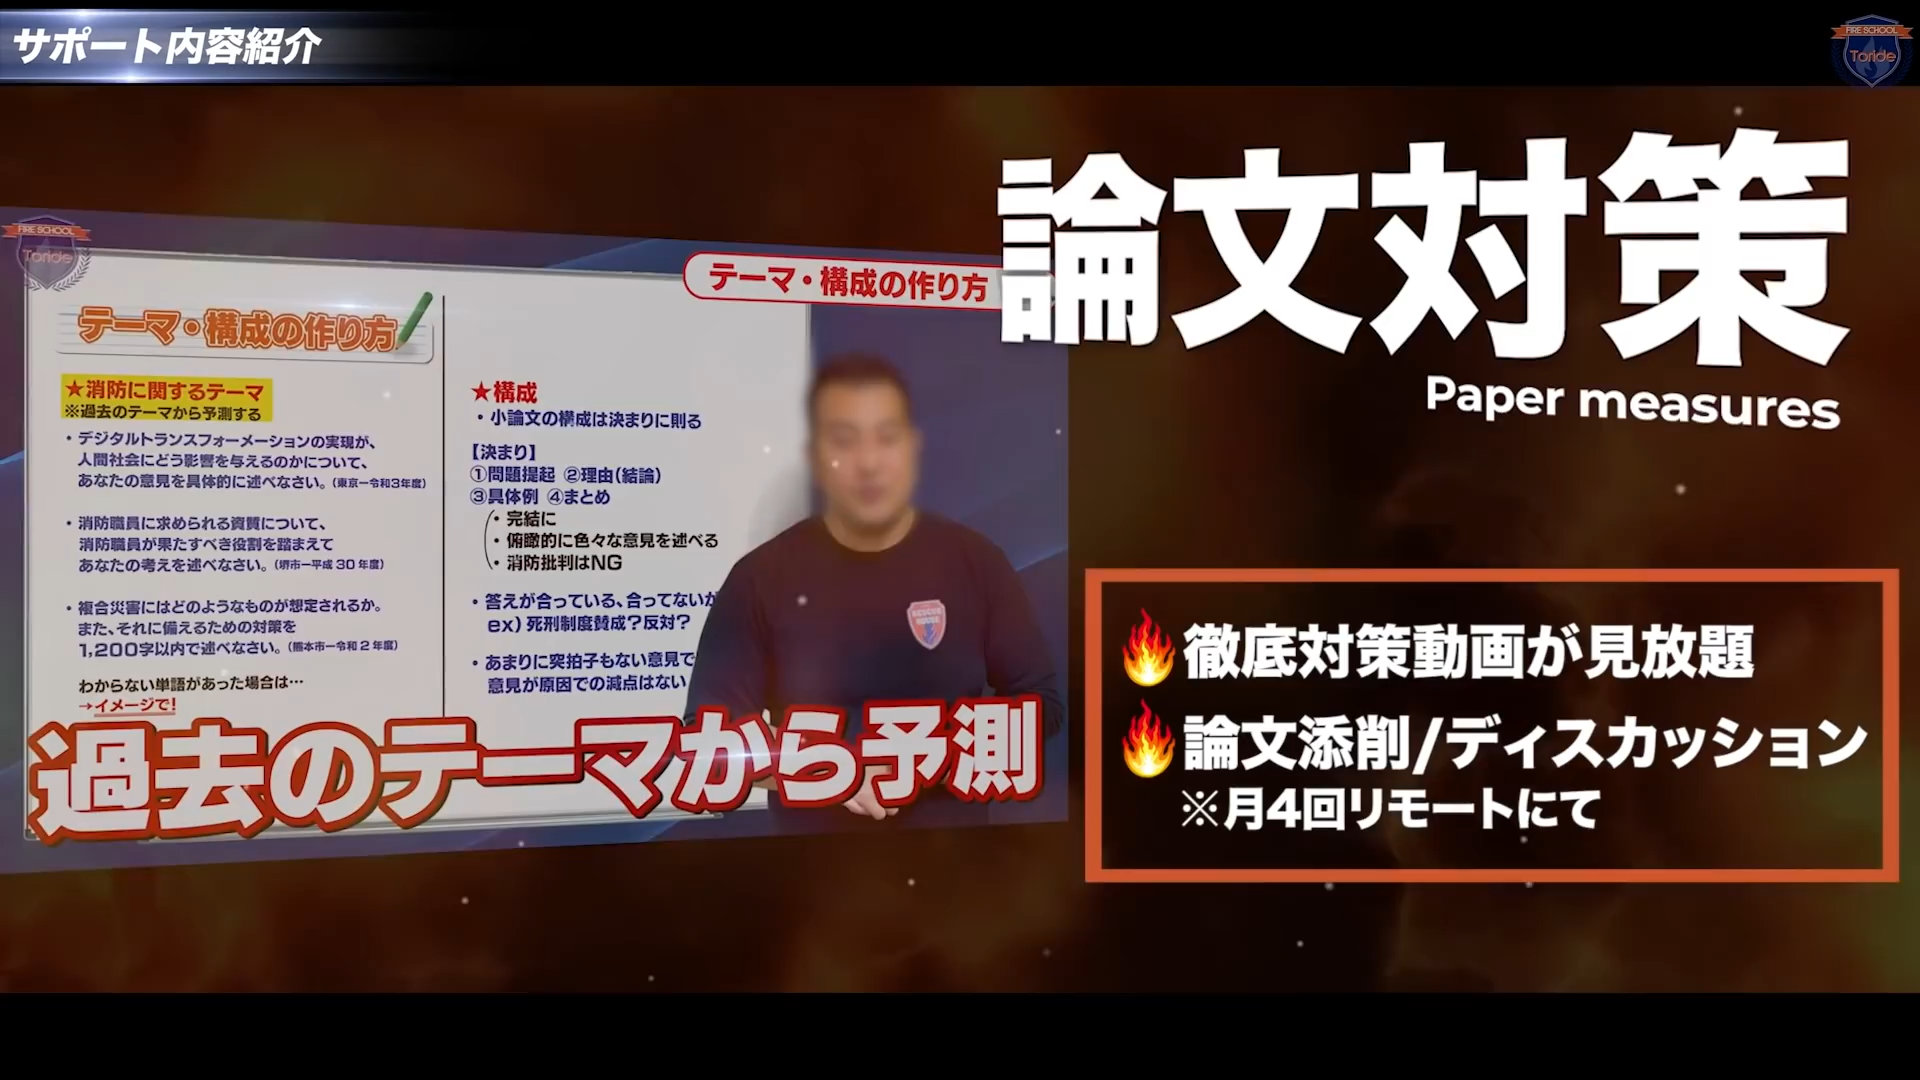 サポート内容紹介
FIRE SCHOOL
Toride
論文対策
Paper measures
FIRE SCHOOL
Toride
テーマ・構成の作り方
テーマ・構成の作り方
★消防に関するテーマ
※過去のテーマから予測する
・デジタルトランスフォーメーションの実現が、
人間社会にどう影響を与えるのかについて、
あなたの意見を具体的に述べなさい。(東京ー令和3年度)
・消防職員に求められる資質について、
消防職員が果たすべき役割を踏まえて
あなたの考えを述べなさい。(堺市ー平成30年度)
・複合災害にはどのようなものが想定されるか。
また、それに備えるための対策を
1,200字以内で述べなさい。(熊本市ー令和2年度)
わからない単語があった場合は…
→イメージで!
★構成
・小論文の構成は決まりに則る
【決まり】
①問題提起 ②理由(結論)
③具体例 ④まとめ
・完結に
・俯瞰的に色々な意見を述べる
・消防批判はNG
・答えが合っている、合ってないが
ex) 死刑制度賛成?反対?
・あまりに突拍子もない意見で
意見が原因での減点はない
過去のテーマから予測
🔥徹底対策動画が見放題
🔥論文添削/ディスカッション
※月4回リモートにて